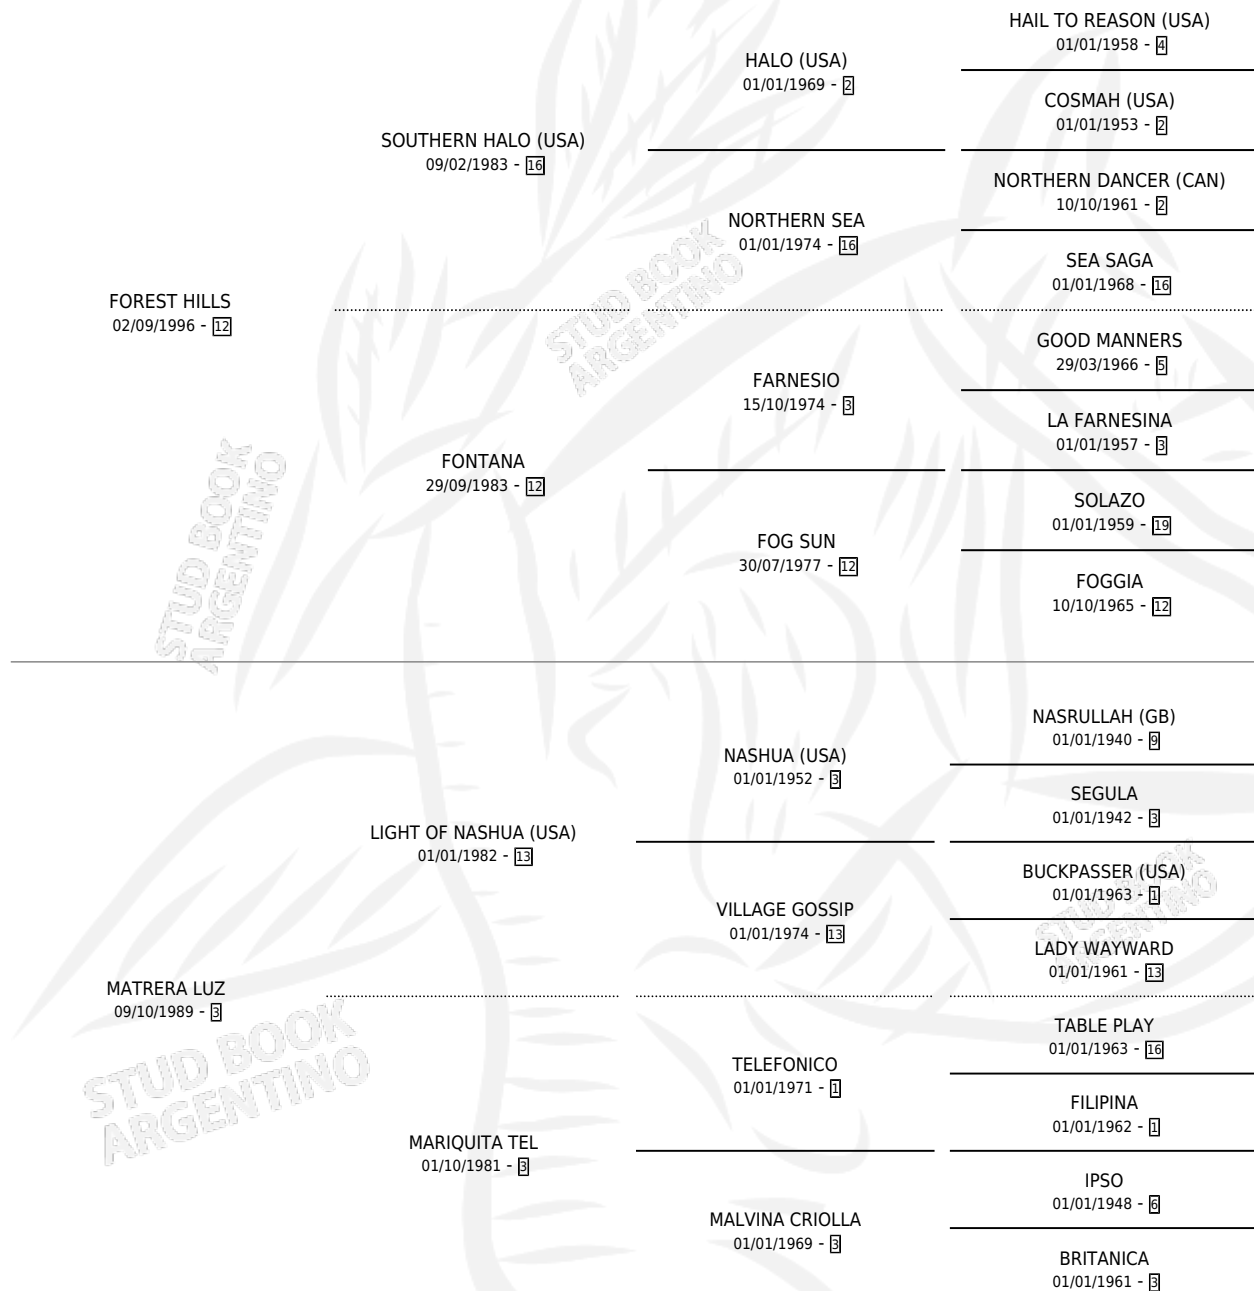 HAIL TO REASON (USA)
01/01/1958 - 4
HALO (USA)
01/01/1969 - 2
COSMAH (USA)
01/01/1953 - 2
SOUTHERN HALO (USA)
09/02/1983 - 16
NORTHERN DANCER (CAN)
10/10/1961 - 2
NORTHERN SEA
01/01/1974 - 16
SEA SAGA
01/01/1968 - 16
FOREST HILLS
02/09/1996 - 12
STUD BOOK
ARGENTINO
GOOD MANNERS
29/03/1966 - 5
FARNESIO
15/10/1974 - 3
LA FARNESINA
01/01/1957 - 3
FONTANA
29/09/1983 - 12
SOLAZO
01/01/1959 - 19
FOG SUN
30/07/1977 - 12
FOGGIA
10/10/1965 - 12
STUD BOOK
ARGENTINO
NASRULLAH (GB)
01/01/1940 - 9
NASHUA (USA)
01/01/1952 - 3
SEGULA
01/01/1942 - 3
LIGHT OF NASHUA (USA)
01/01/1982 - 13
BUCKPASSER (USA)
01/01/1963 - 1
VILLAGE GOSSIP
01/01/1974 - 13
LADY WAYWARD
01/01/1961 - 13
STUD BOOK
ARGENTINO
MATRERA LUZ
09/10/1989 - 3
STUD BOOK
ARGENTINO
TABLE PLAY
01/01/1963 - 16
TELEFONICO
01/01/1971 - 1
FILIPINA
01/01/1962 - 1
MARIQUITA TEL
01/10/1981 - 3
IPSO
01/01/1948 - 6
MALVINA CRIOLLA
01/01/1969 - 3
BRITANICA
01/01/1961 - 3